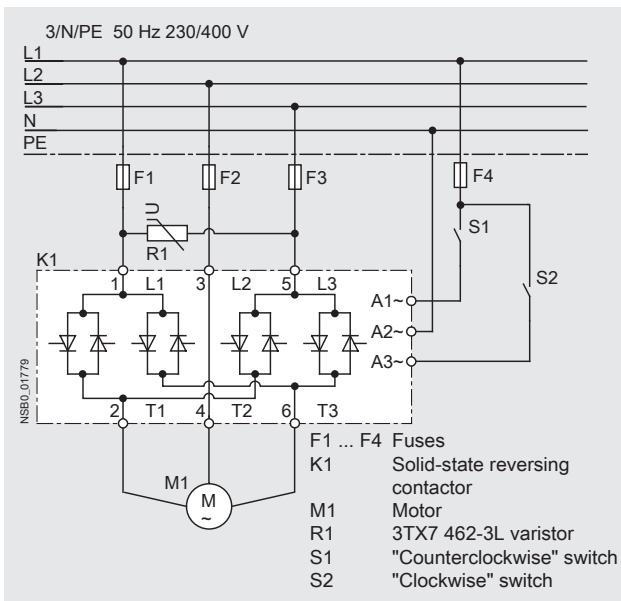 3/N/PE 50 Hz 230/400 V
L1
L2
L3
N
PE
F1
F2
F3
F4
U
R1
S1
S2
K1
1 L1 3 L2 5 L3
A1~
A2~
A3~
NSB0_01779
2 T1 4 T2 6 T3
M1
M
~
F1 ... F4 Fuses
K1 Solid-state reversing
contactor
M1 Motor
R1 3TX7 462-3L varistor
S1 "Counterclockwise" switch
S2 "Clockwise" switch